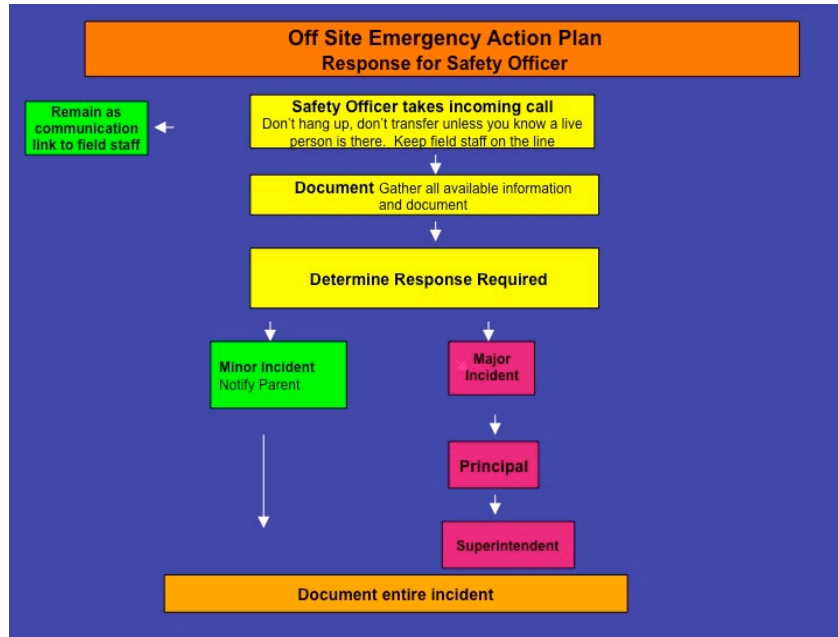 Off Site Emergency Action Plan
Response for Safety Officer
Remain as
communication
link to field staff
Safety Officer takes incoming call
Don't hang up, don't transfer unless you know a live
person is there. Keep field staff on the line
Document Gather all available information
and document
Determine Response Required
Minor Incident
Notify Parent
Major
Incident
Principal
Superintendent
Document entire incident